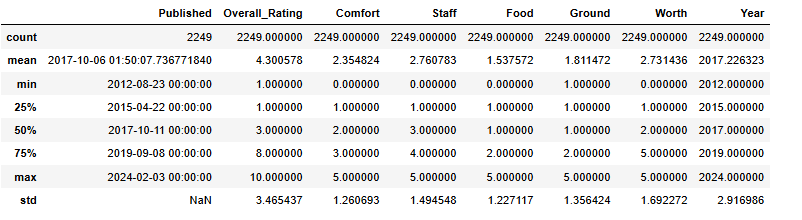 Published Overall_Rating Comfort Staff Food Ground Worth Year
count 2249 2249.000000 2249.000000 2249.000000 2249.000000 2249.000000 2249.000000 2249.000000
mean 2017-10-06 01:50:07.736771840 4.300578 2.354824 2.760783 1.537572 1.811472 2.731436 2017.226323
min 2012-08-23 00:00:00 1.000000 0.000000 0.000000 0.000000 0.000000 1.000000 2012.000000
25% 2015-04-22 00:00:00 1.000000 1.000000 1.000000 1.000000 1.000000 1.000000 2015.000000
50% 2017-10-11 00:00:00 3.000000 2.000000 3.000000 1.000000 1.000000 2.000000 2017.000000
75% 2019-09-08 00:00:00 8.000000 3.000000 4.000000 2.000000 2.000000 5.000000 2019.000000
max 2024-02-03 00:00:00 10.000000 5.000000 5.000000 5.000000 5.000000 5.000000 2024.000000
std NaN 3.465437 1.260693 1.494548 1.227117 1.356424 1.692272 2.916986